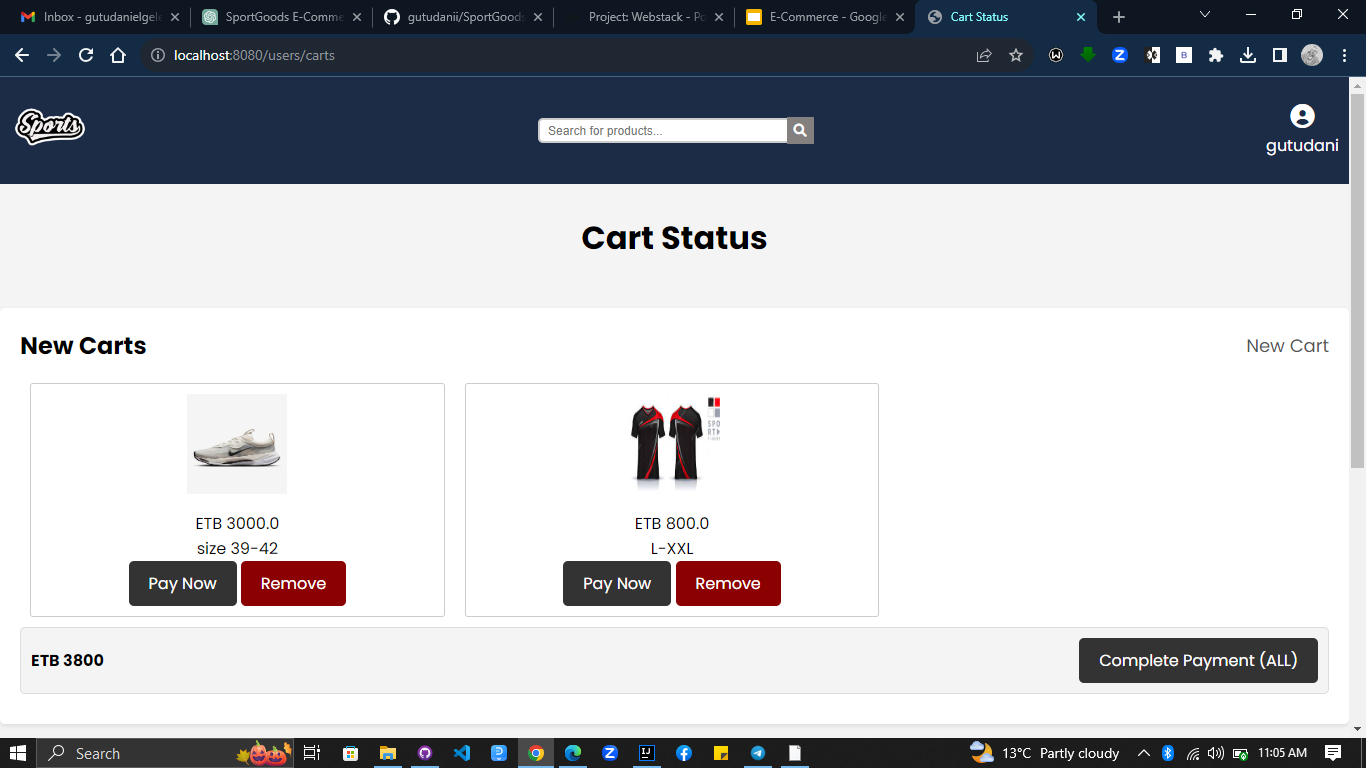 Inbox - gutudanielgele
SportGoods E-Comme
gutudanii/SportGoods
Project: Webstack - Po
E-Commerce - Google
Cart Status
localhost:8080/users/carts
Sports
Search for products...
gutudani
Cart Status
New Carts
New Cart
ETB 3000.0
size 39-42
Pay Now
Remove
ETB 800.0
L-XXL
Pay Now
Remove
ETB 3800
Complete Payment (ALL)
Search
13°C Partly cloudy
11:05 AM